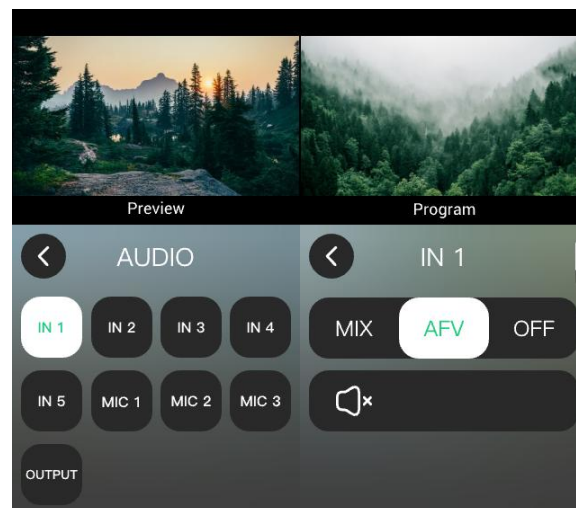 Preview
Program
AUDIO
IN 1
IN 1
IN 2
IN 3
IN 4
MIX
AFV
OFF
IN 5
MIC 1
MIC 2
MIC 3
OUTPUT